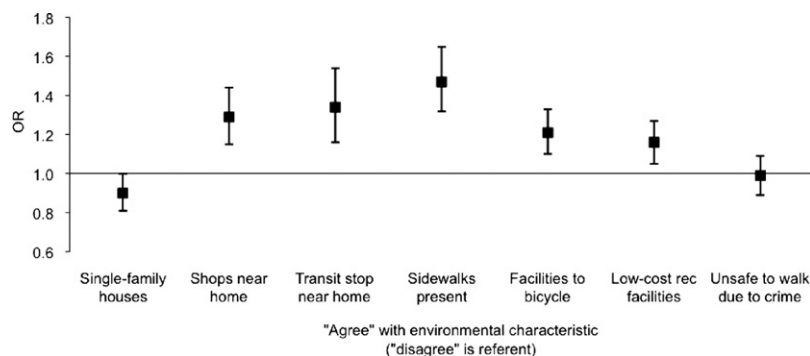 1.8
1.6
1.4
1.2
1.0
0.8
0.6
OR
Single-family
houses
Shops near
home
Transit stop
near home
Sidewalks
present
Facilities to
bicycle
Low-cost rec
facilities
Unsafe to walk
due to crime
"Agree" with environmental characteristic
("disagree" is referent)